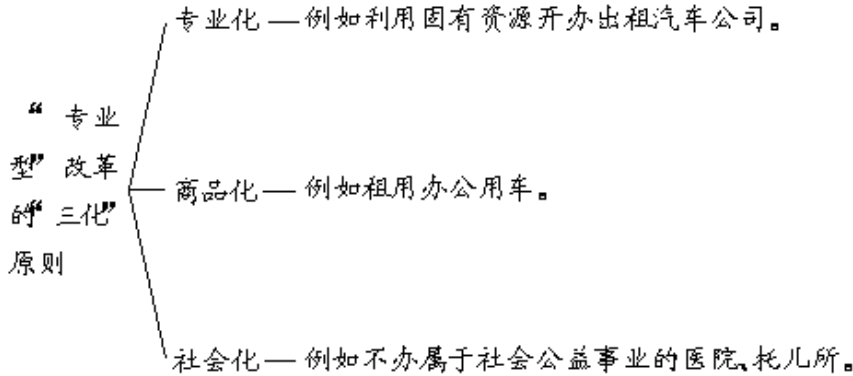 专业化 — 例如利用固有资源开办出租汽车公司。
“专业
型”改革
的“三化”
原则
商品化 — 例如租用办公用车。
社会化 — 例如不办属于社会公益事业的医院、托儿所。